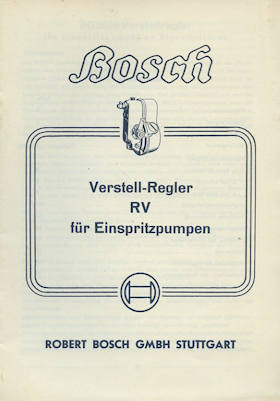 Bosch
Verstell-Regler
RV
für Einspritzpumpen
ROBERT BOSCH GMBH STUTTGART